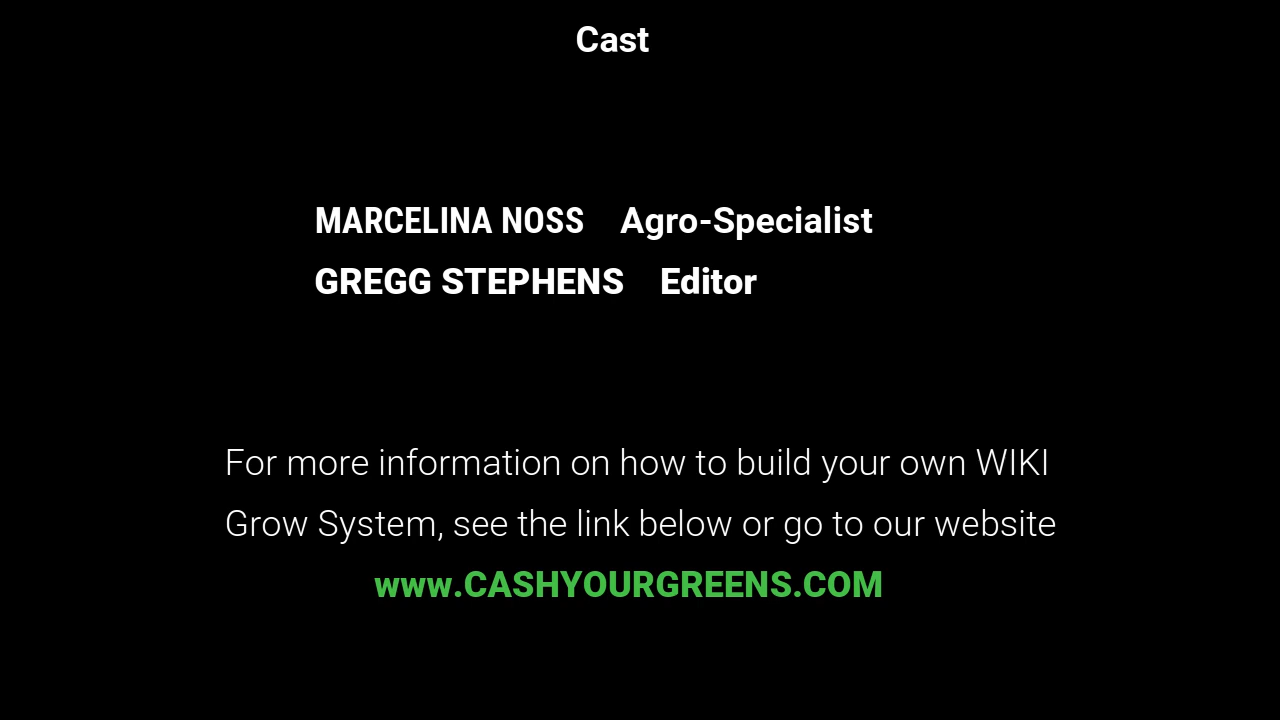 Cast
MARCELINA NOSS Agro-Specialist
GREGG STEPHENS Editor
For more information on how to build your own WIKI
Grow System, see the link below or go to our website
www.CASHYOURGREENS.COM